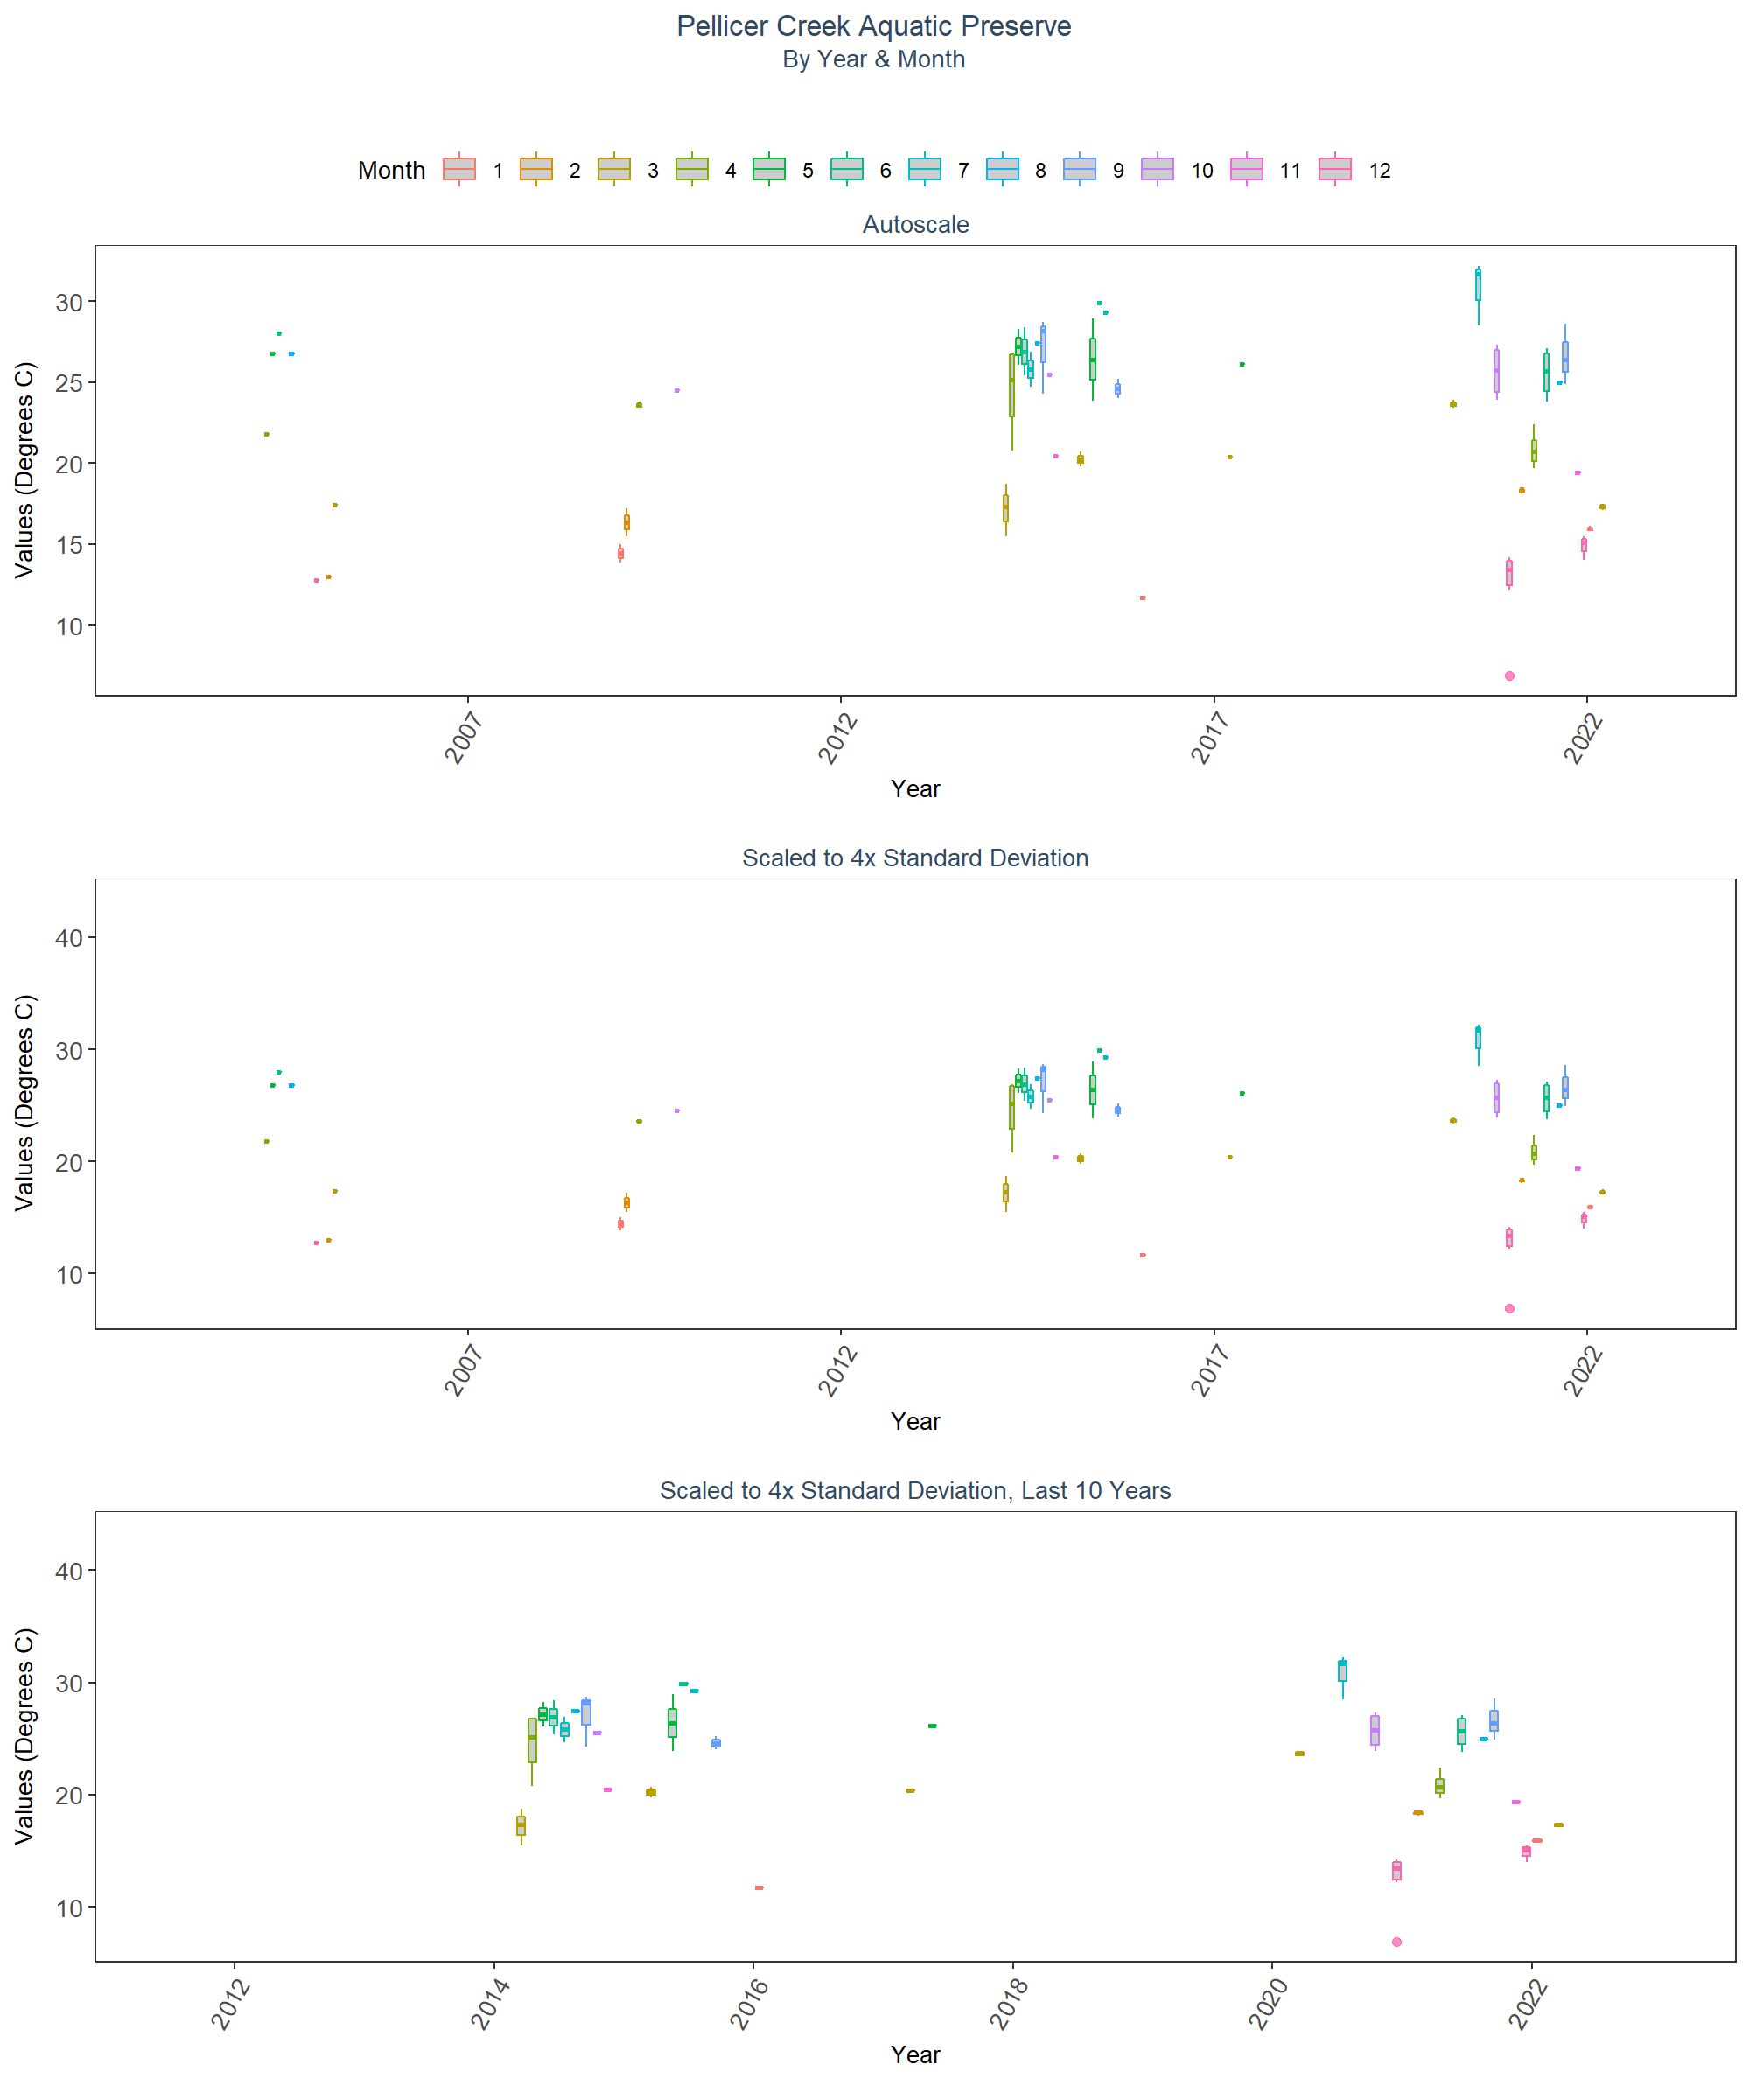 Pellicer Creek Aquatic Preserve
By Year & Month
Month 1 2 3 4 5 6 7 8 9 10 11 12
Autoscale
Values (Degrees C)
30
25
20
15
10
2007 2012 2017 2022
Year
Scaled to 4x Standard Deviation
Values (Degrees C)
40
30
20
10
2007 2012 2017 2022
Year
Scaled to 4x Standard Deviation, Last 10 Years
Values (Degrees C)
40
30
20
10
2012 2014 2016 2018 2020 2022
Year